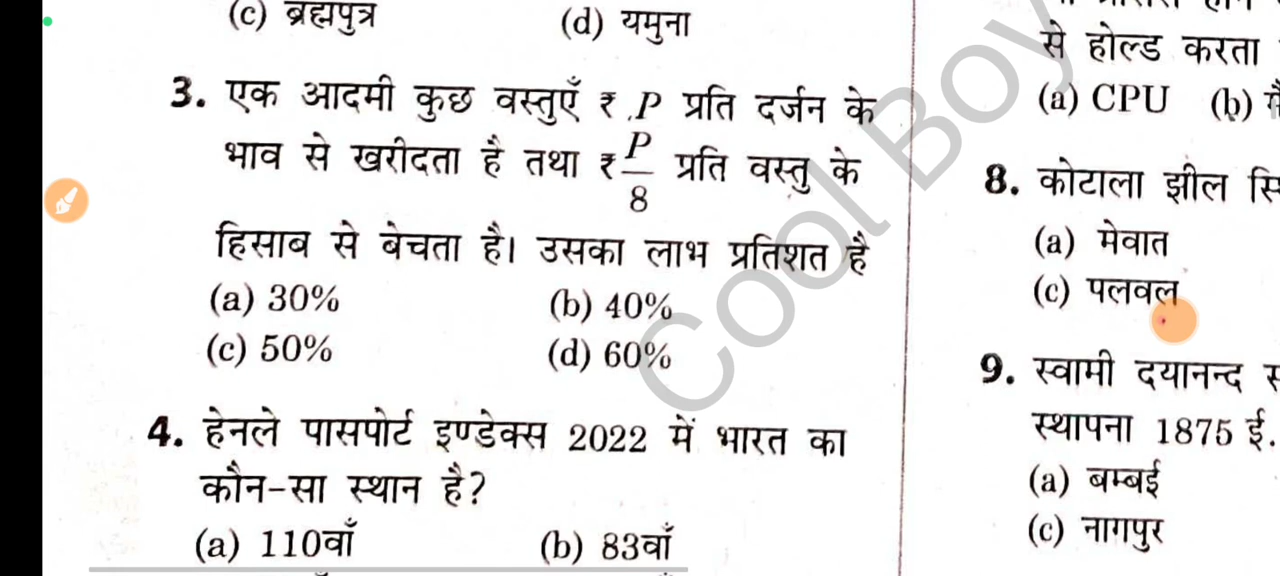 (c) ब्रह्मपुत्र (d) यमुना
3. एक आदमी कुछ वस्तुएँ ₹ P प्रति दर्जन के
भाव से खरीदता है तथा ₹ P/8 प्रति वस्तु के
हिसाब से बेचता है। उसका लाभ प्रतिशत है
(a) 30% (b) 40%
(c) 50% (d) 60%
4. हेनले पासपोर्ट इण्डेक्स 2022 में भारत का
कौन-सा स्थान है?
(a) 110वाँ (b) 83वाँ
से होल्ड करता
(a) CPU (b)
8. कोटाला झील
(a) मेवात
(c) पलवल
9. स्वामी दयानन्द
स्थापना 1875 ई.
(a) बम्बई
(c) नागपुर
Cool Boy